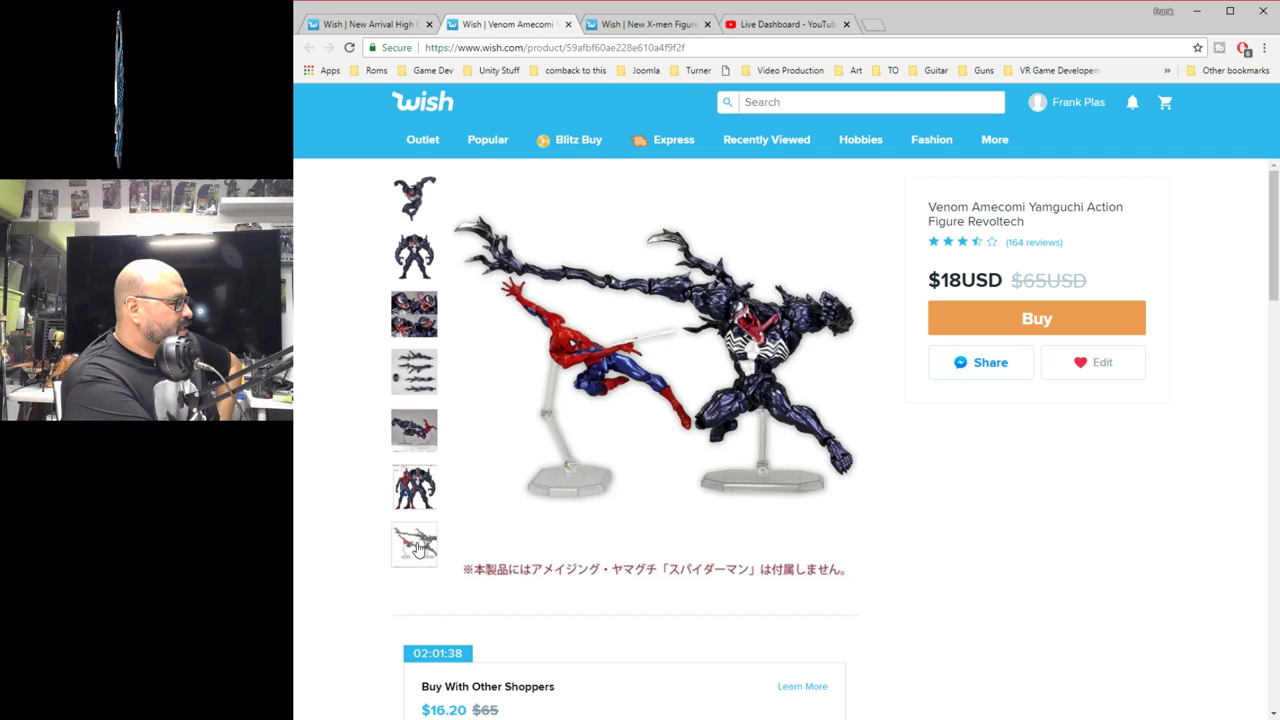 Wish | New Arrival High
Wish | Venom Amecomi
Wish | New X-men Figure
Live Dashboard - YouTub
Frank
Secure
https://www.wish.com/product/59afbf60ae228e610a4f9f2f
Apps
Roms
Game Dev
Unity Stuff
comback to this
Joomla
Turner
Video Production
Art
TO
Guitar
Guns
VR Game Developem
»
Other bookmarks
wish
Search
Frank Plas
Outlet
Popular
Blitz Buy
Express
Recently Viewed
Hobbies
Fashion
More
Venom Amecomi Yamguchi Action
Figure Revoltech
(164 reviews)
$18USD $65USD
Buy
Share
Edit
※本製品にはアメイジング・ヤマグチ「スパイダーマン」は付属しません。
02:01:38
Buy With Other Shoppers
Learn More
$16.20 $65